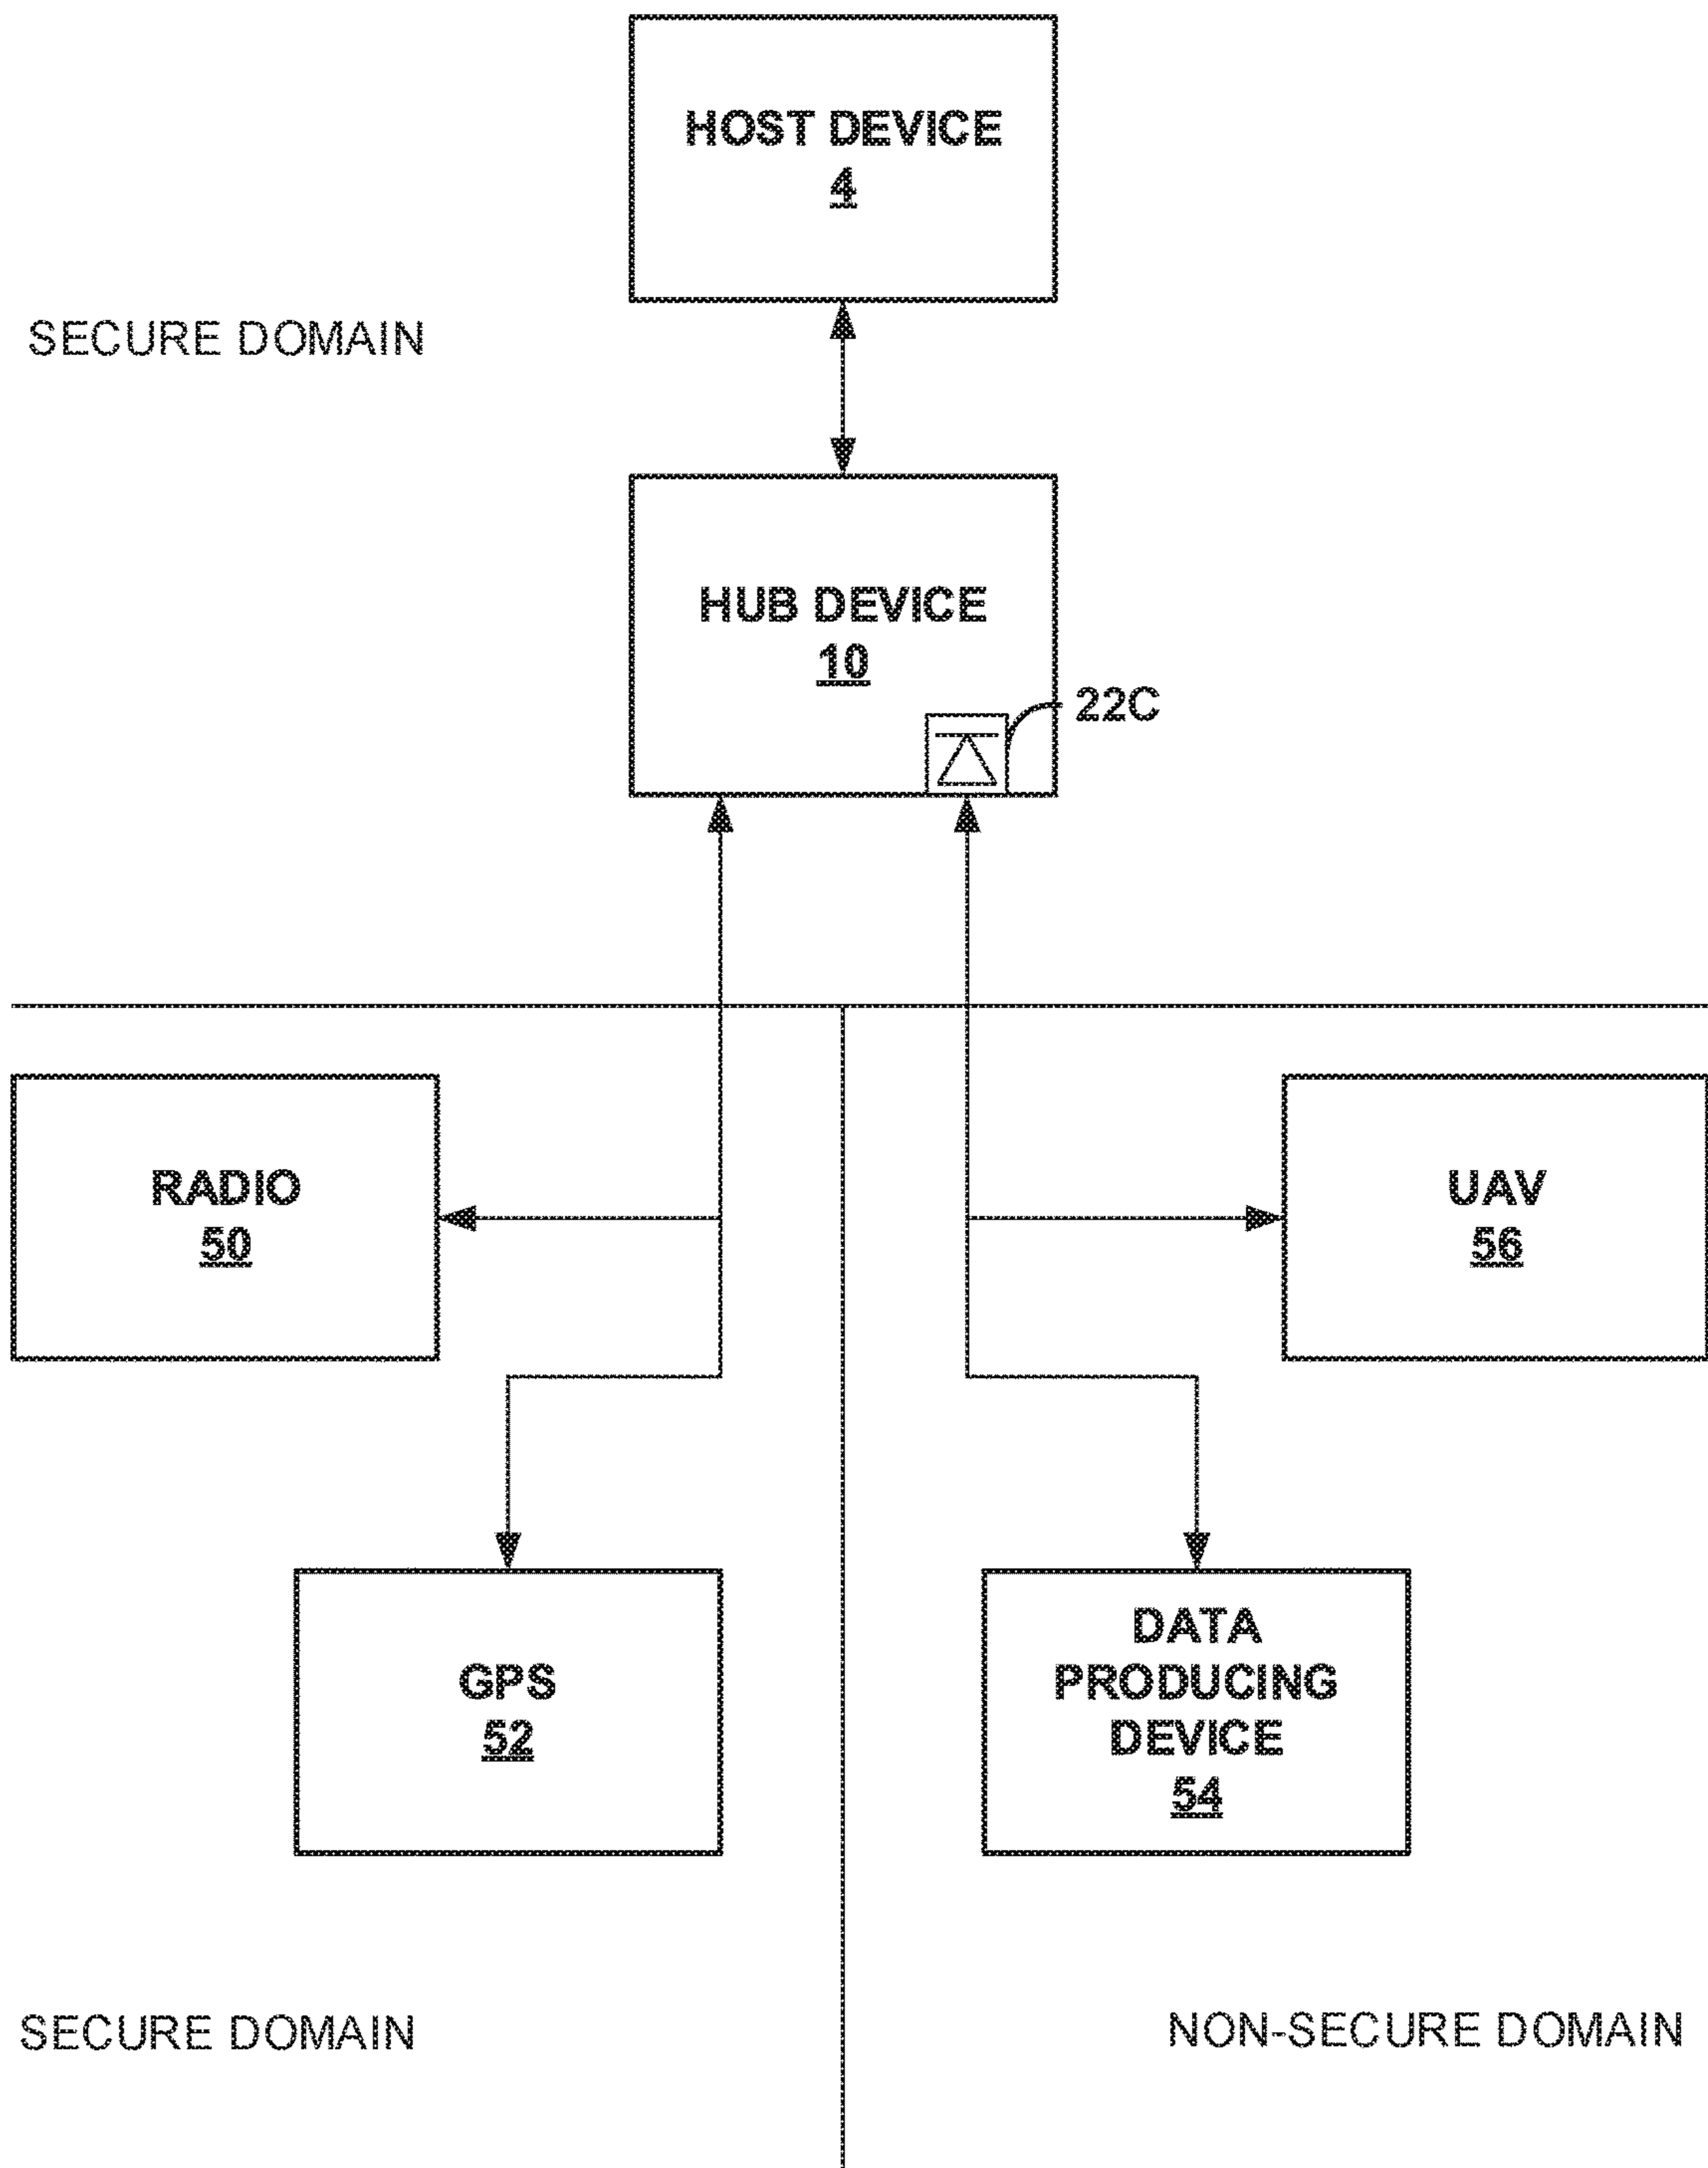 HOST DEVICE
4
SECURE DOMAIN
HUB DEVICE
10
22C
RADIO
50
UAV
56
GPS
52
DATA
PRODUCING
DEVICE
54
SECURE DOMAIN
NON-SECURE DOMAIN